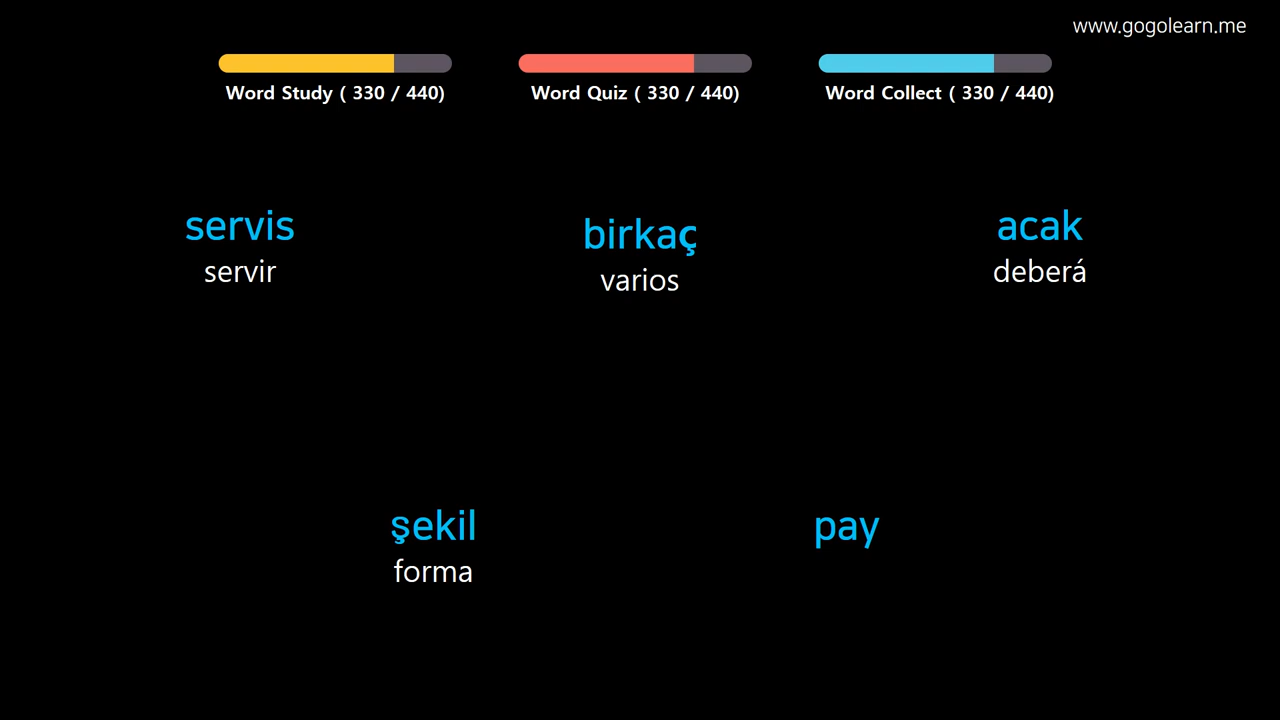 www.gogolearn.me
Word Study ( 330 / 440)
Word Quiz ( 330 / 440)
Word Collect ( 330 / 440)
servis
servir
birkaç
varios
acak
deberá
şekil
forma
pay